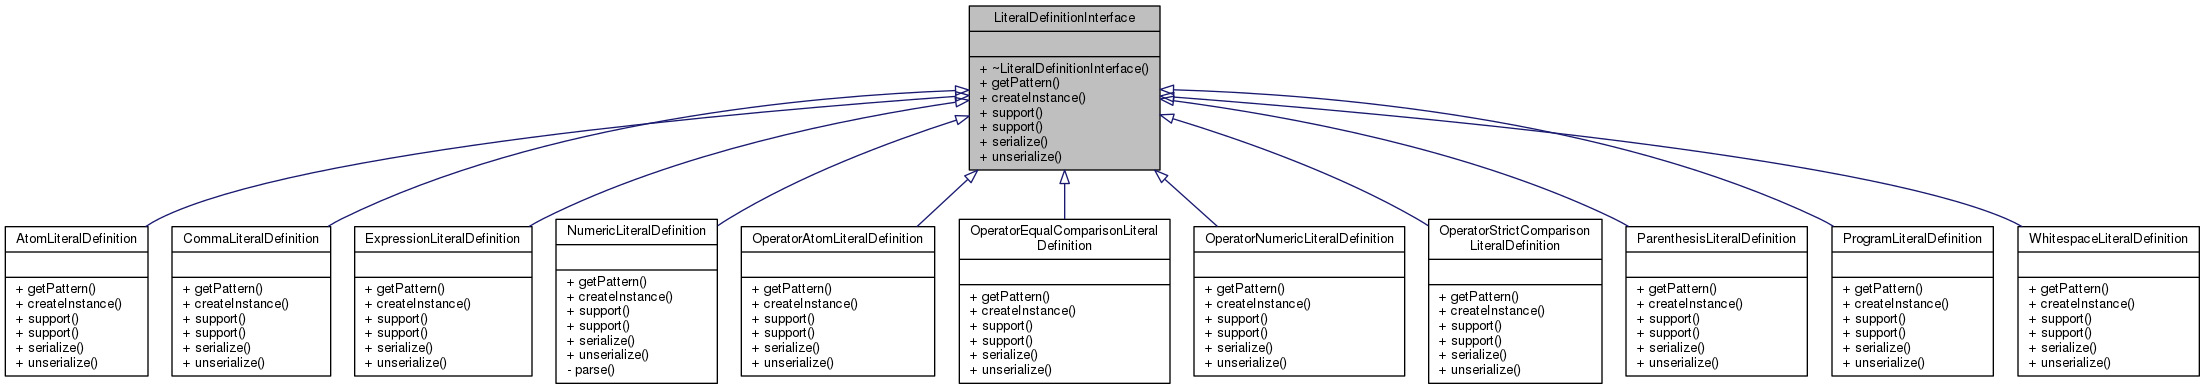 LiteralDefinitionInterface
+ ~LiteralDefinitionInterface()
+ getPattern()
+ createInstance()
+ support()
+ support()
+ serialize()
+ unserialize()
AtomLiteralDefinition
+ getPattern()
+ createInstance()
+ support()
+ support()
+ serialize()
+ unserialize()
CommaLiteralDefinition
+ getPattern()
+ createInstance()
+ support()
+ support()
+ serialize()
+ unserialize()
ExpressionLiteralDefinition
+ getPattern()
+ createInstance()
+ support()
+ support()
+ serialize()
+ unserialize()
NumericLiteralDefinition
+ getPattern()
+ createInstance()
+ support()
+ support()
+ serialize()
+ unserialize()
- parse()
OperatorAtomLiteralDefinition
+ getPattern()
+ createInstance()
+ support()
+ support()
+ serialize()
+ unserialize()
OperatorEqualComparisonLiteral
Definition
+ getPattern()
+ createInstance()
+ support()
+ support()
+ serialize()
+ unserialize()
OperatorNumericLiteralDefinition
+ getPattern()
+ createInstance()
+ support()
+ support()
+ serialize()
+ unserialize()
OperatorStrictComparison
LiteralDefinition
+ getPattern()
+ createInstance()
+ support()
+ support()
+ serialize()
+ unserialize()
ParenthesisLiteralDefinition
+ getPattern()
+ createInstance()
+ support()
+ support()
+ serialize()
+ unserialize()
ProgramLiteralDefinition
+ getPattern()
+ createInstance()
+ support()
+ support()
+ serialize()
+ unserialize()
WhitespaceLiteralDefinition
+ getPattern()
+ createInstance()
+ support()
+ support()
+ serialize()
+ unserialize()